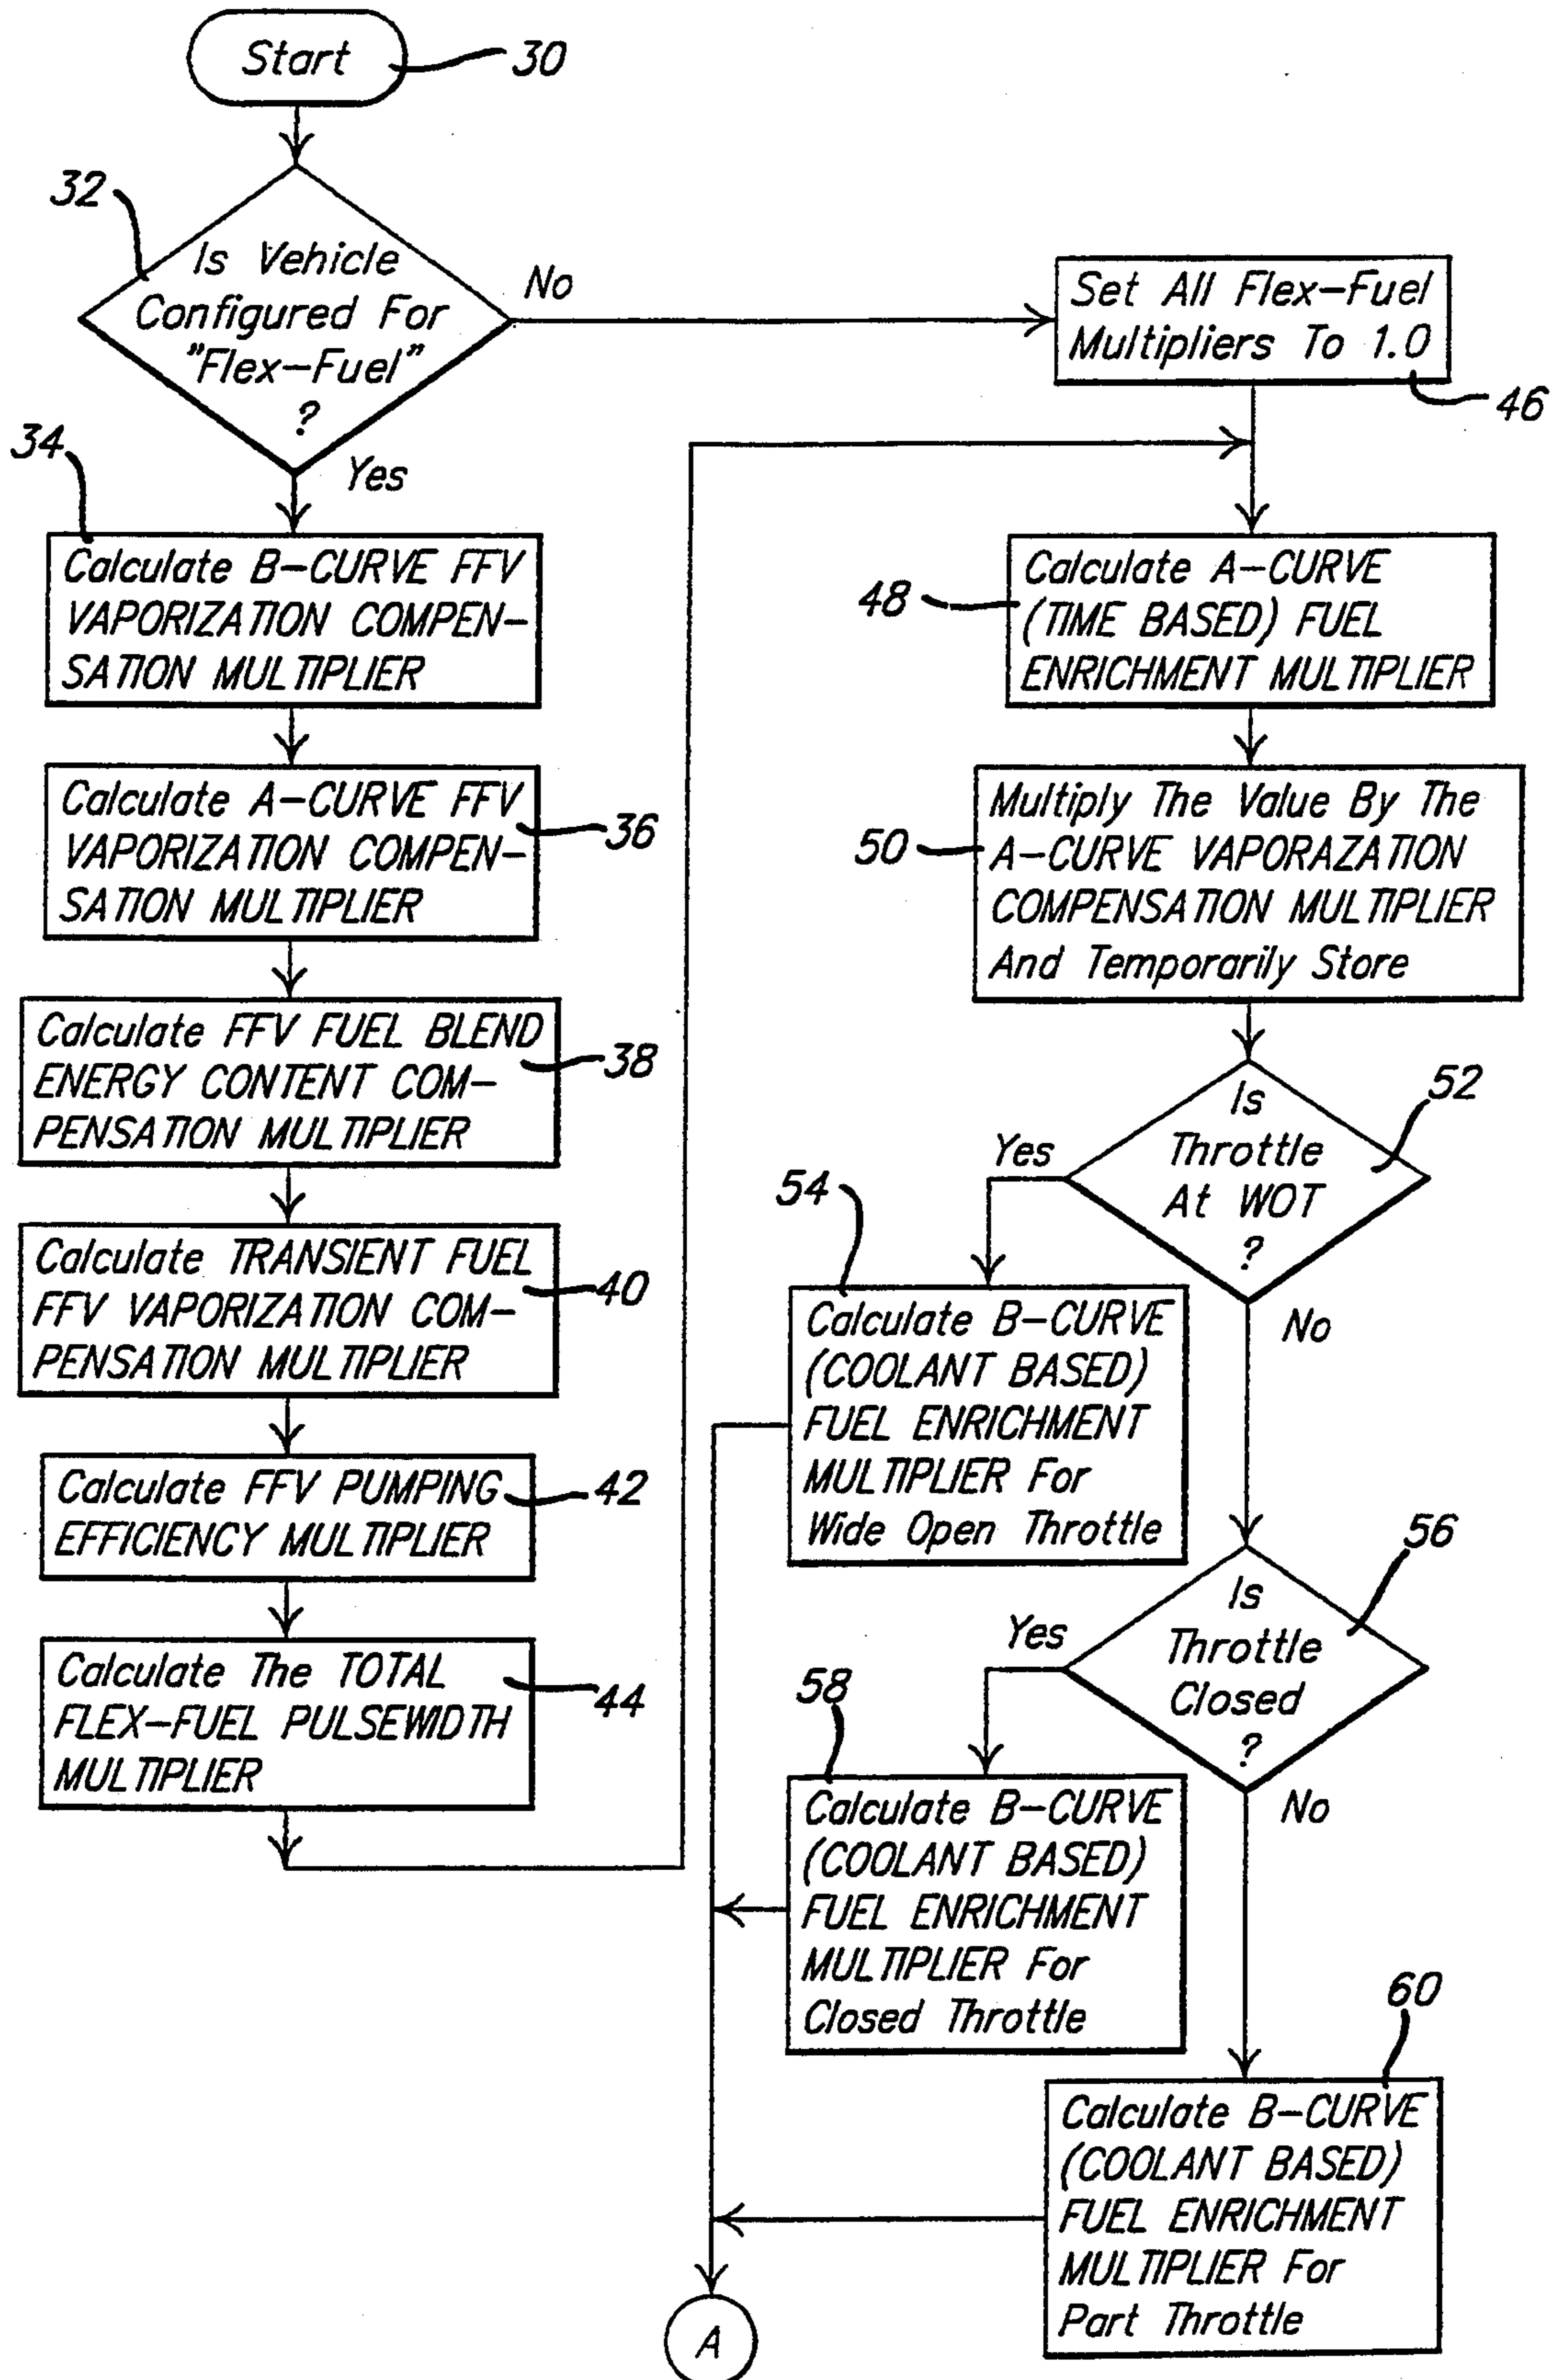 Start
30
32
Is Vehicle
Configured For
"Flex-Fuel"
?
No
Yes
Set All Flex-Fuel
Multipliers To 1.0
46
34
Calculate B-CURVE FFV
VAPORIZATION COMPEN-
SATION MULTIPLIER
Calculate A-CURVE FFV
VAPORIZATION COMPEN-
SATION MULTIPLIER
36
Calculate FFV FUEL BLEND
ENERGY CONTENT COM-
PENSATION MULTIPLIER
38
Calculate TRANSIENT FUEL
FFV VAPORIZATION COM-
PENSATION MULTIPLIER
40
Calculate FFV PUMPING
EFFICIENCY MULTIPLIER
42
Calculate The TOTAL
FLEX-FUEL PULSEWIDTH
MULTIPLIER
44
48
Calculate A-CURVE
(TIME BASED) FUEL
ENRICHMENT MULTIPLIER
50
Multiply The Value By The
A-CURVE VAPORAZATION
COMPENSATION MULTIPLIER
And Temporarily Store
52
Is
Throttle
At WOT
?
Yes
No
54
Calculate B-CURVE
(COOLANT BASED)
FUEL ENRICHMENT
MULTIPLIER For
Wide Open Throttle
56
Is
Throttle
Closed
?
Yes
No
58
Calculate B-CURVE
(COOLANT BASED)
FUEL ENRICHMENT
MULTIPLIER For
Closed Throttle
60
Calculate B-CURVE
(COOLANT BASED)
FUEL ENRICHMENT
MULTIPLIER For
Part Throttle
A